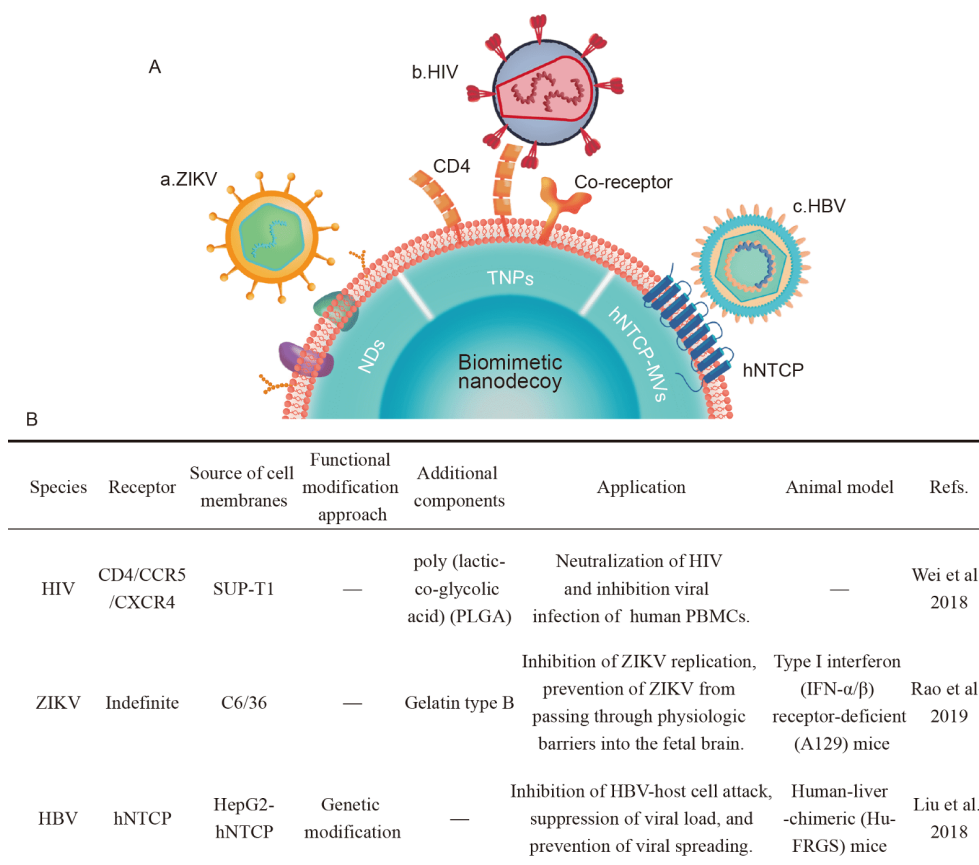 A
b.HIV
CD4
a.ZIKV
Co-receptor
c.HBV
TNPs
NDs
hNTCP-MVs
Biomimetic
nanodecoy
hNTCP
B
Species
Receptor
Source of cell
membranes
Functional
modification
approach
Additional
components
Application
Animal model
Refs.
HIV
CD4/CCR5
/CXCR4
SUP-T1
—
poly (lactic-
co-glycolic
acid) (PLGA)
Neutralization of HIV
and inhibition viral
infection of human PBMCs.
—
Wei et al
2018
ZIKV
Indefinite
C6/36
—
Gelatin type B
Inhibition of ZIKV replication,
prevention of ZIKV from
passing through physiologic
barriers into the fetal brain.
Type I interferon
(IFN-α/β)
receptor-deficient
(A129) mice
Rao et al
2019
HBV
hNTCP
HepG2-
hNTCP
Genetic
modification
—
Inhibition of HBV-host cell attack,
suppression of viral load, and
prevention of viral spreading.
Human-liver
-chimeric (Hu-
FRGS) mice
Liu et al.
2018